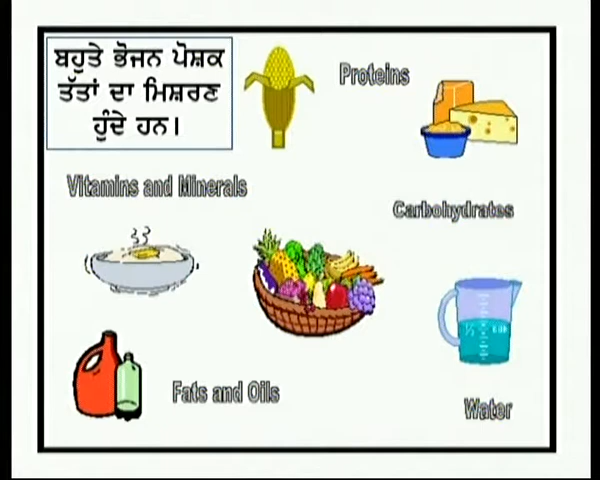 ਬਹੁਤੇ ਭੋਜਨ ਪੋਸ਼ਕ
ਤੱਤਾਂ ਦਾ ਮਿਸ਼ਰਣ
ਹੁੰਦੇ ਹਨ।
Proteins
Vitamins and Minerals
Carbohydrates
Fats and Oils
Water